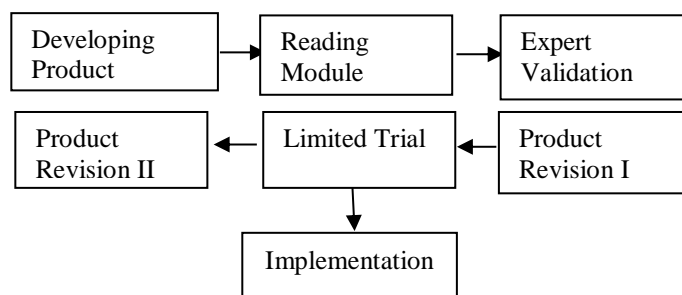 Developing
Product
Reading
Module
Expert
Validation
Product
Revision II
Limited Trial
Product
Revision I
Implementation